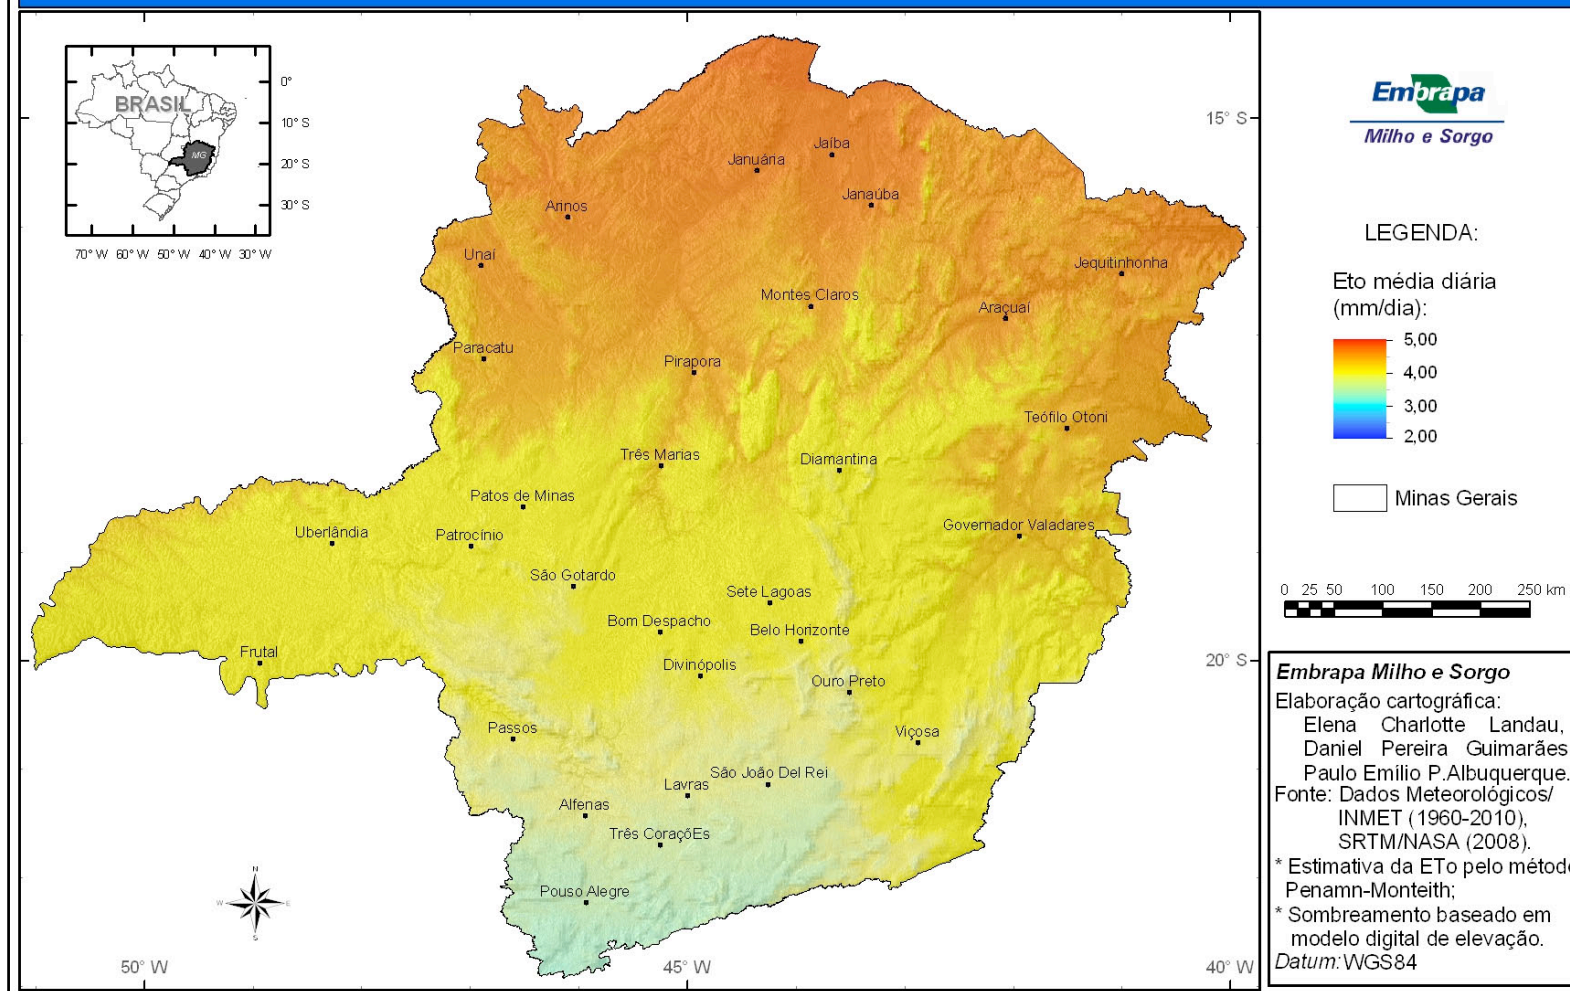 BRASIL
MG
0°
10° S
20° S
30° S
70° W 60° W 50° W 40° W 30° W
Jaíba
Januária
Janaúba
Arinos
Unaí
Jequitinhonha
Montes Claros
Araçuaí
Paracatu
Pirapora
Teófilo Otoni
Três Marias
Diamantina
Patos de Minas
Uberlândia
Patrocínio
Governador Valadares
São Gotardo
Sete Lagoas
Bom Despacho
Belo Horizonte
Frutal
Divinópolis
Ouro Preto
Passos
Viçosa
São João Del Rei
Lavras
Alfenas
Três CoraçõEs
Pouso Alegre
N
W E
S
50° W
45° W
40° W
15° S
20° S
Embrapa
Milho e Sorgo
LEGENDA:
Eto média diária
(mm/dia):
5,00
4,00
3,00
2,00
Minas Gerais
0 25 50 100 150 200 250 km
Embrapa Milho e Sorgo
Elaboração cartográfica:
Elena Charlotte Landau,
Daniel Pereira Guimarães
Paulo Emílio P.Albuquerque.
Fonte: Dados Meteorológicos/
INMET (1960-2010),
SRTM/NASA (2008).
* Estimativa da ETo pelo método
Penamn-Monteith;
* Sombreamento baseado em
modelo digital de elevação.
Datum:WGS84